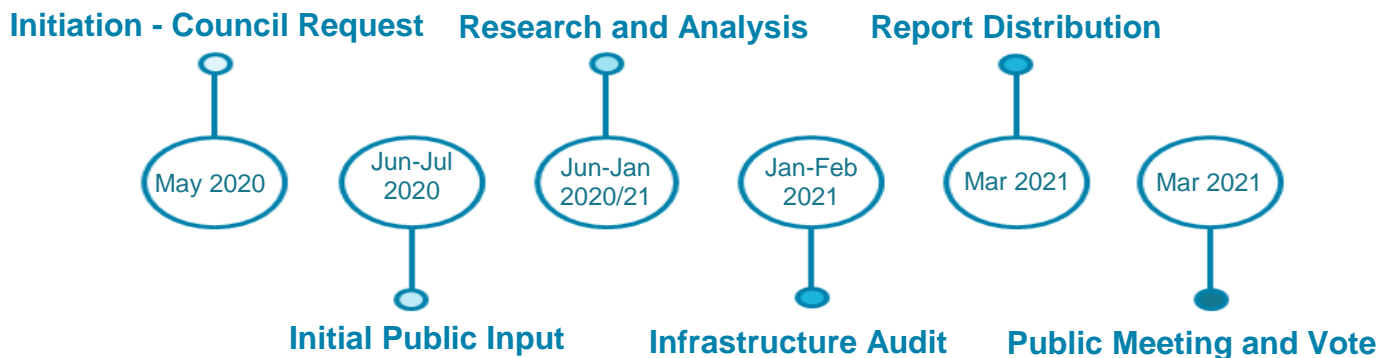 Initiation - Council Request
Research and Analysis
Report Distribution
May 2020
Jun-Jul
2020
Jun-Jan
2020/21
Jan-Feb
2021
Mar 2021
Mar 2021
Initial Public Input
Infrastructure Audit
Public Meeting and Vote